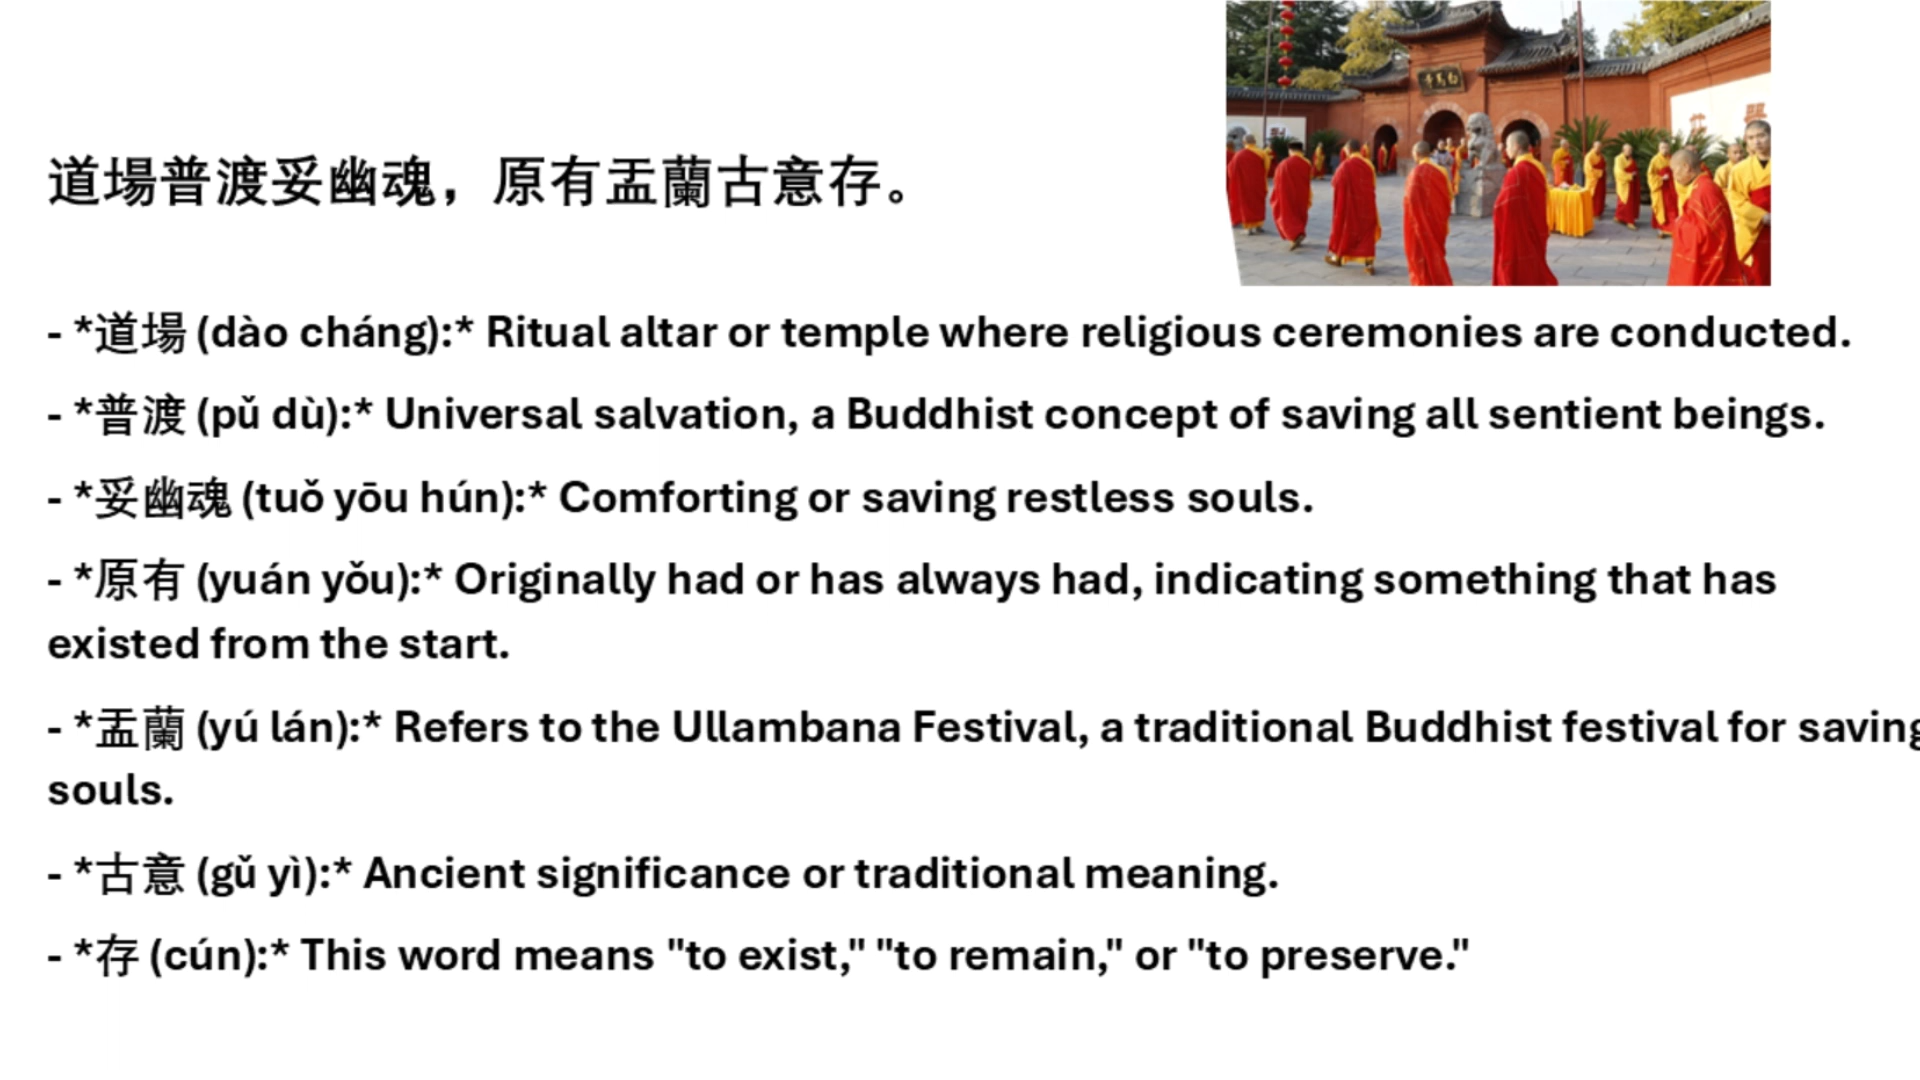 白馬寺
道場普渡妥幽魂，原有盂蘭古意存。
- *道場 (dào cháng):* Ritual altar or temple where religious ceremonies are conducted.
- *普渡 (pǔ dù):* Universal salvation, a Buddhist concept of saving all sentient beings.
- *妥幽魂 (tuǒ yōu hún):* Comforting or saving restless souls.
- *原有 (yuán yǒu):* Originally had or has always had, indicating something that has
existed from the start.
- *盂蘭 (yú lán):* Refers to the Ullambana Festival, a traditional Buddhist festival for saving
souls.
- *古意 (gǔ yì):* Ancient significance or traditional meaning.
- *存 (cún):* This word means "to exist," "to remain," or "to preserve."